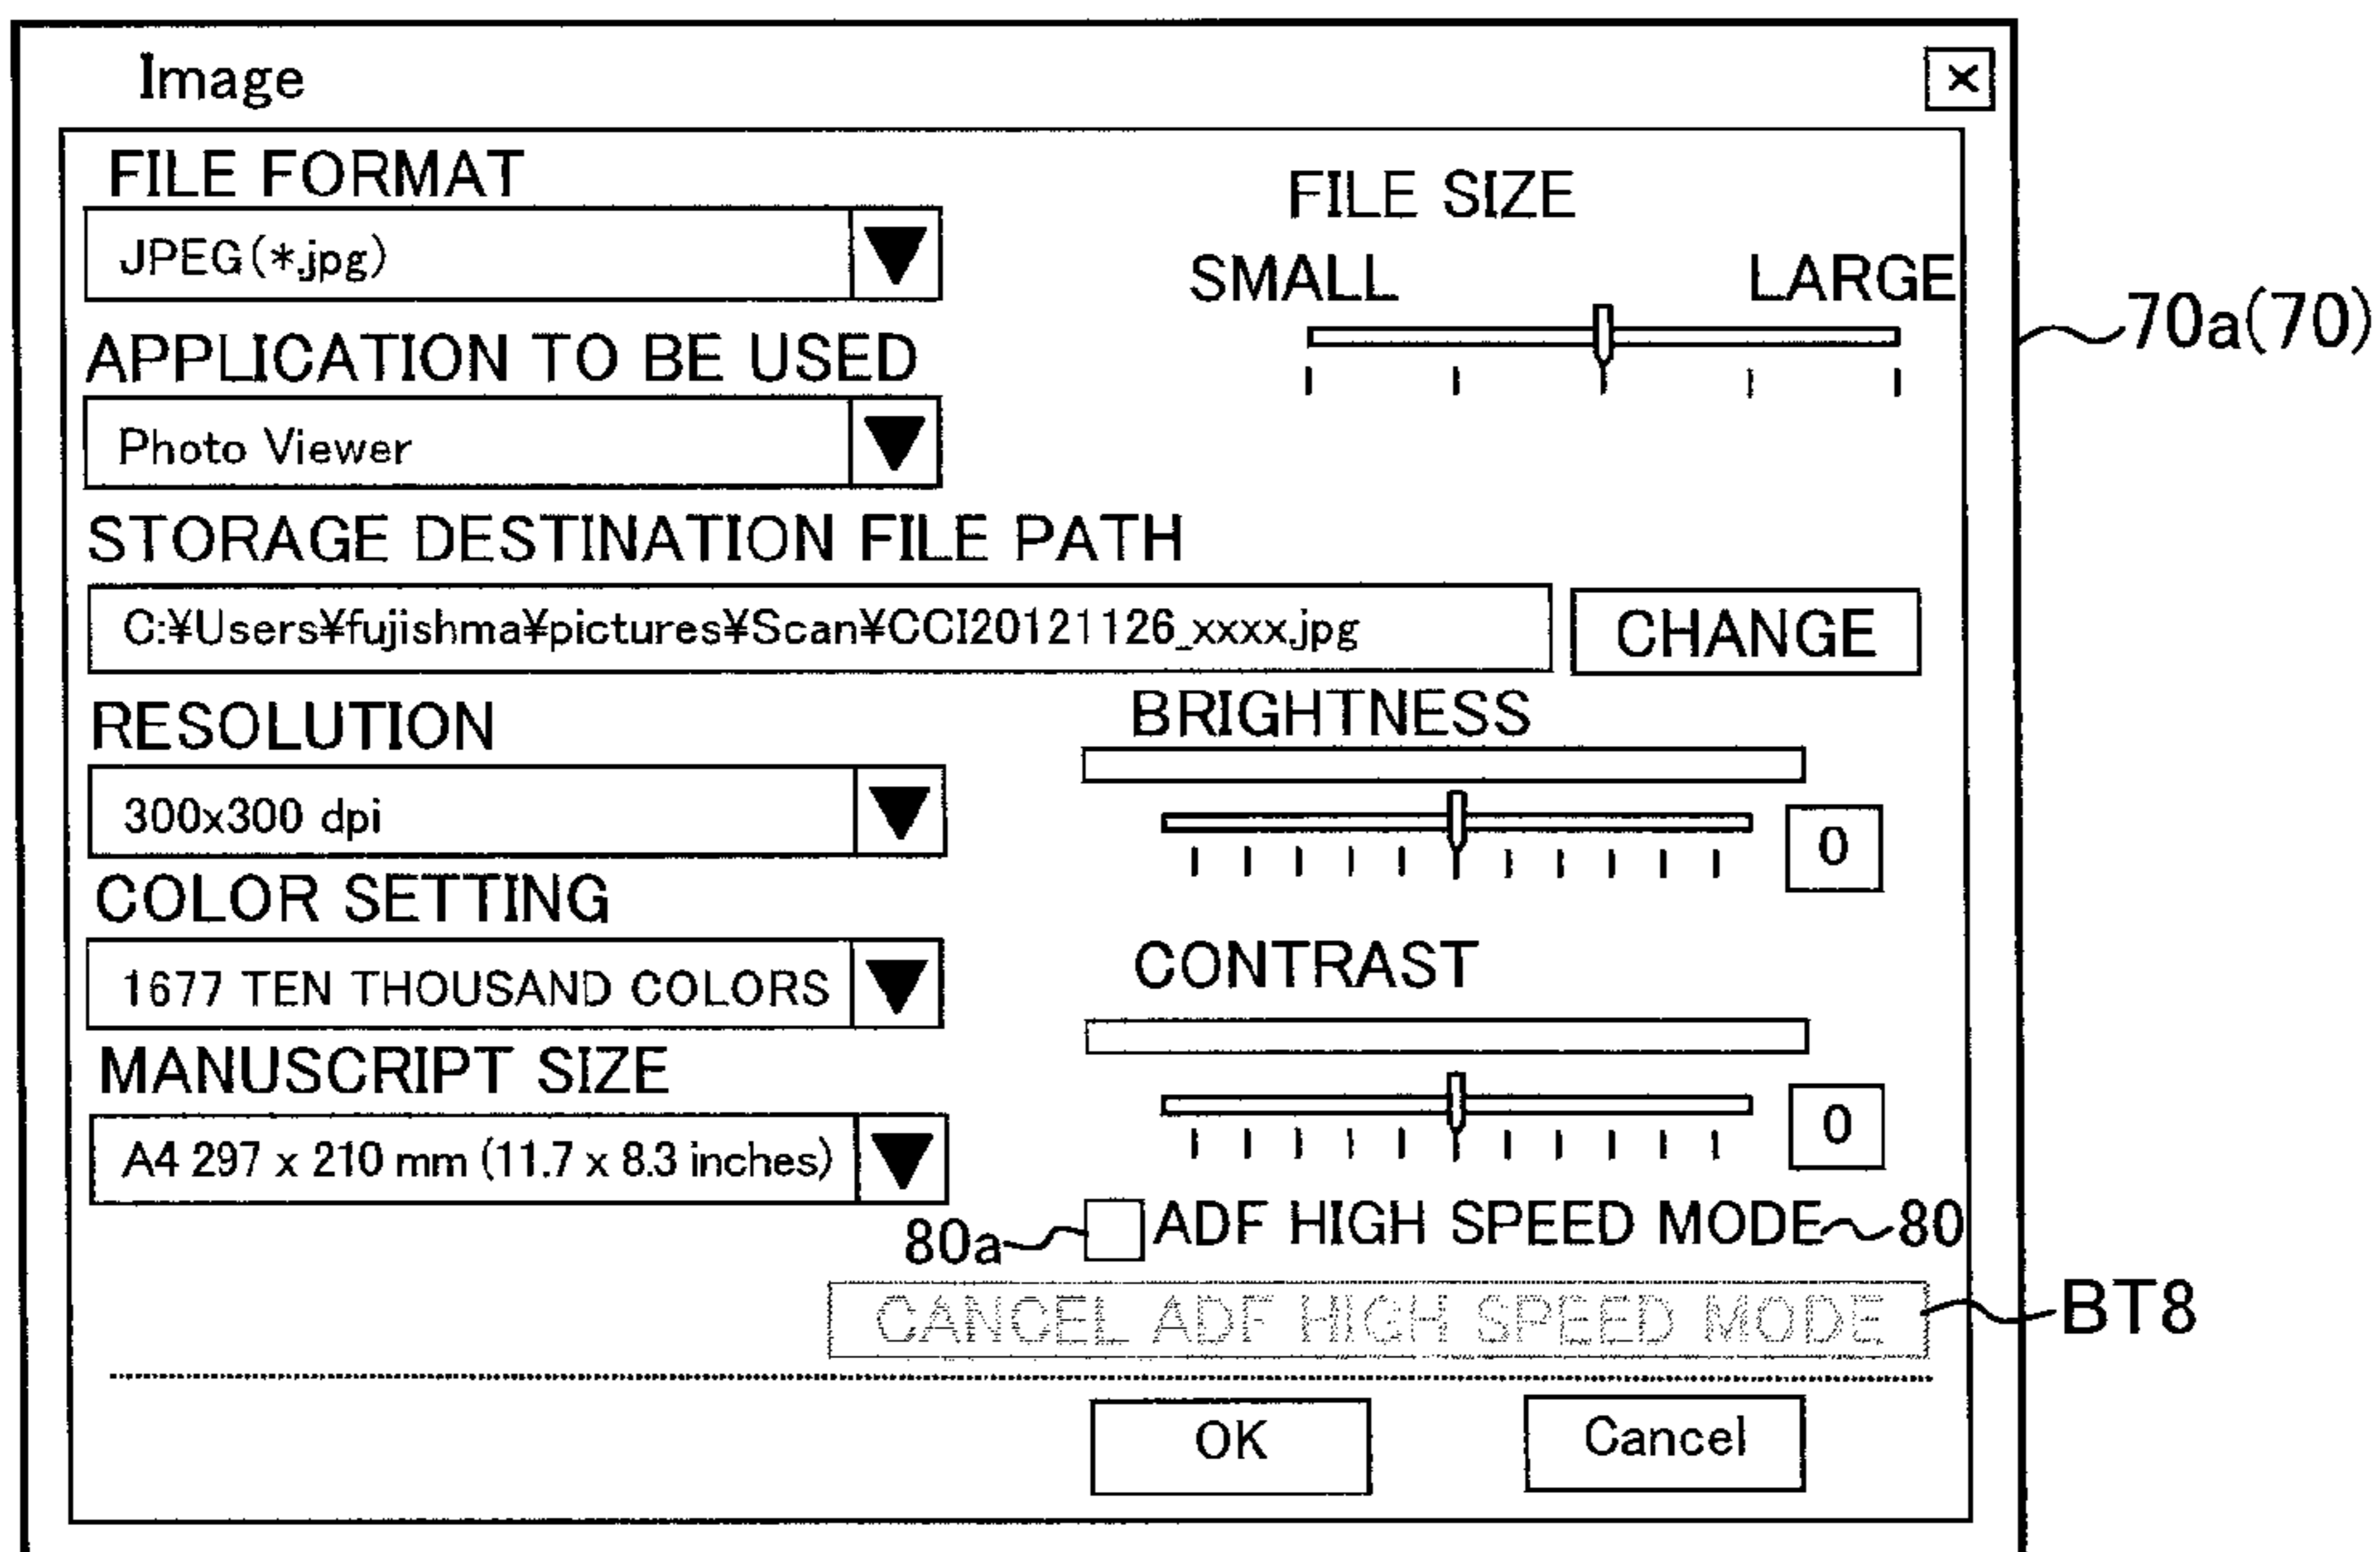 Image
×
FILE FORMAT
JPEG(*.jpg)
FILE SIZE
SMALL LARGE
70a(70)
APPLICATION TO BE USED
Photo Viewer
STORAGE DESTINATION FILE PATH
C:¥Users¥fujishma¥pictures¥Scan¥CCI20121126_xxxx.jpg
CHANGE
RESOLUTION
300x300 dpi
BRIGHTNESS
0
COLOR SETTING
1677 TEN THOUSAND COLORS
CONTRAST
0
MANUSCRIPT SIZE
A4 297 x 210 mm (11.7 x 8.3 inches)
80a ADF HIGH SPEED MODE 80
CANCEL ADF HIGH SPEED MODE BT8
OK Cancel